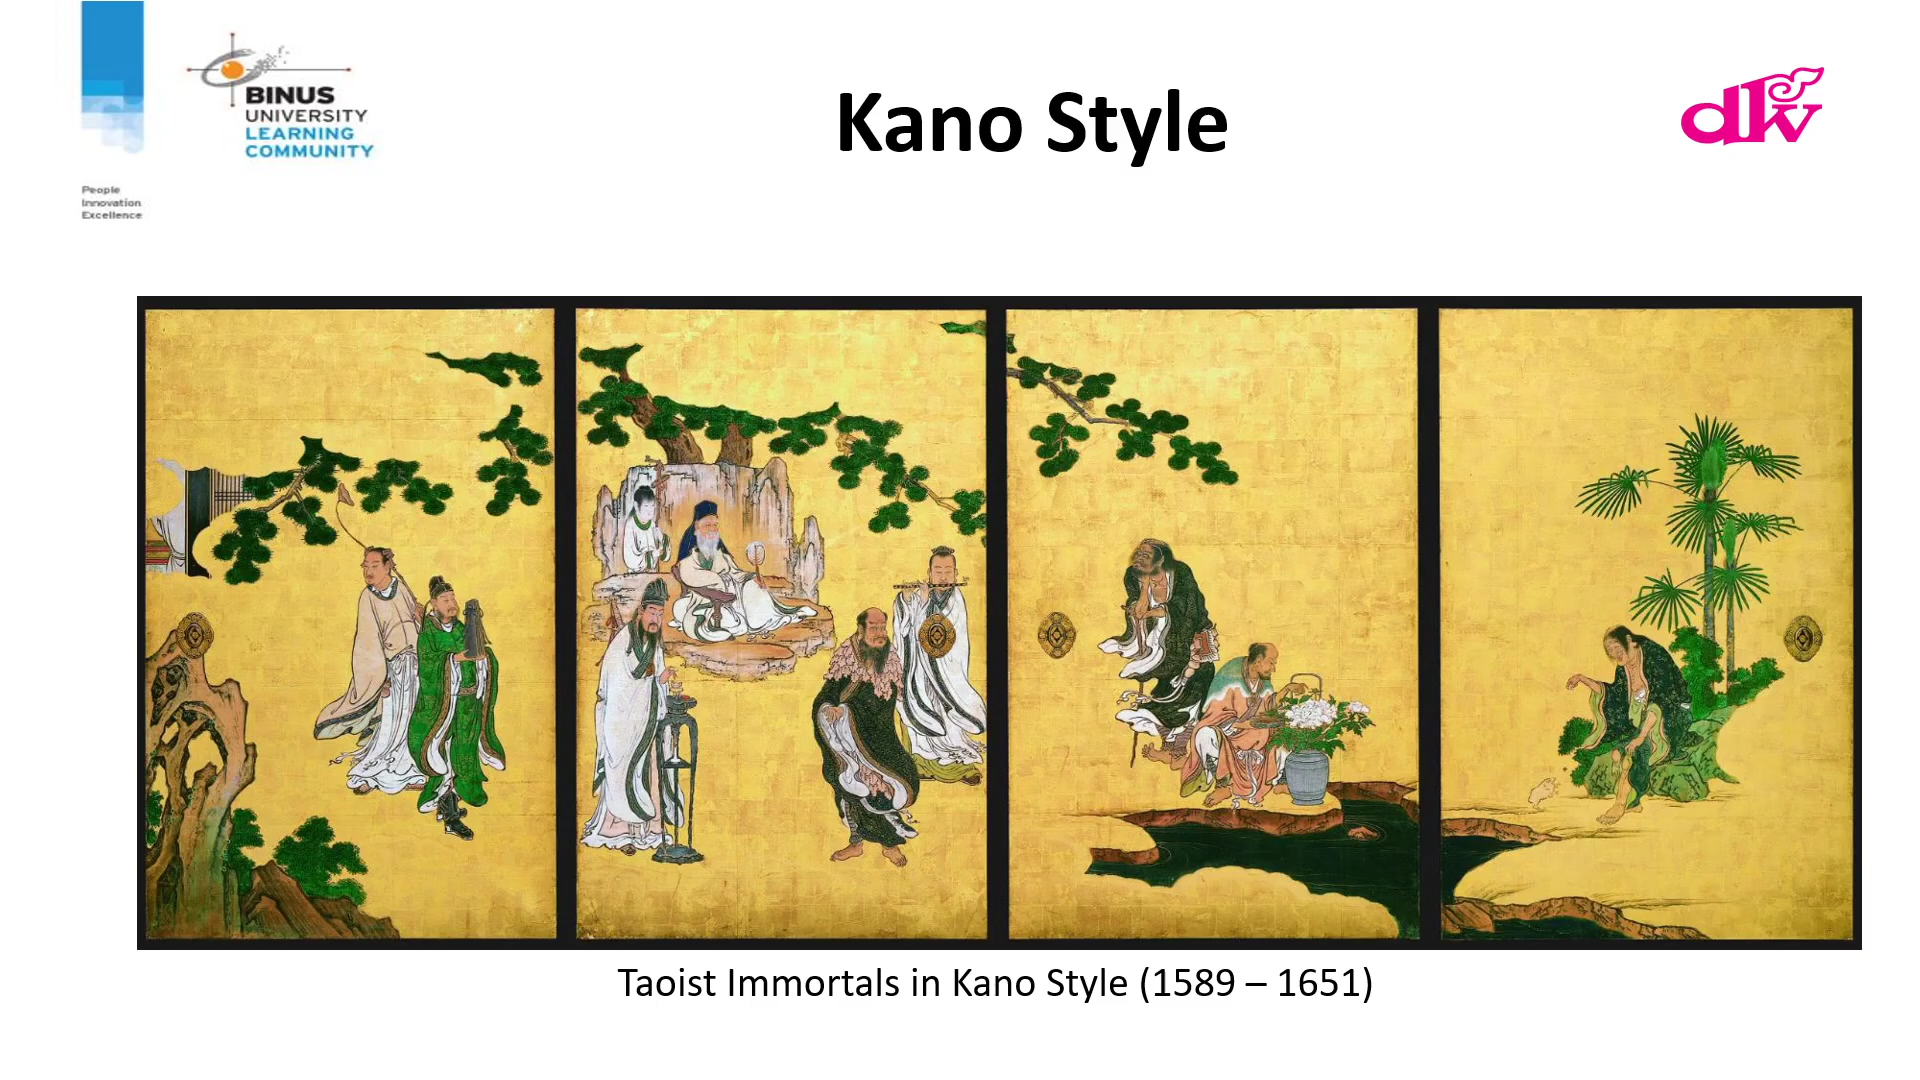 BINUS
UNIVERSITY
LEARNING
COMMUNITY
People
Innovation
Excellence
Kano Style
dkv
Taoist Immortals in Kano Style (1589 – 1651)